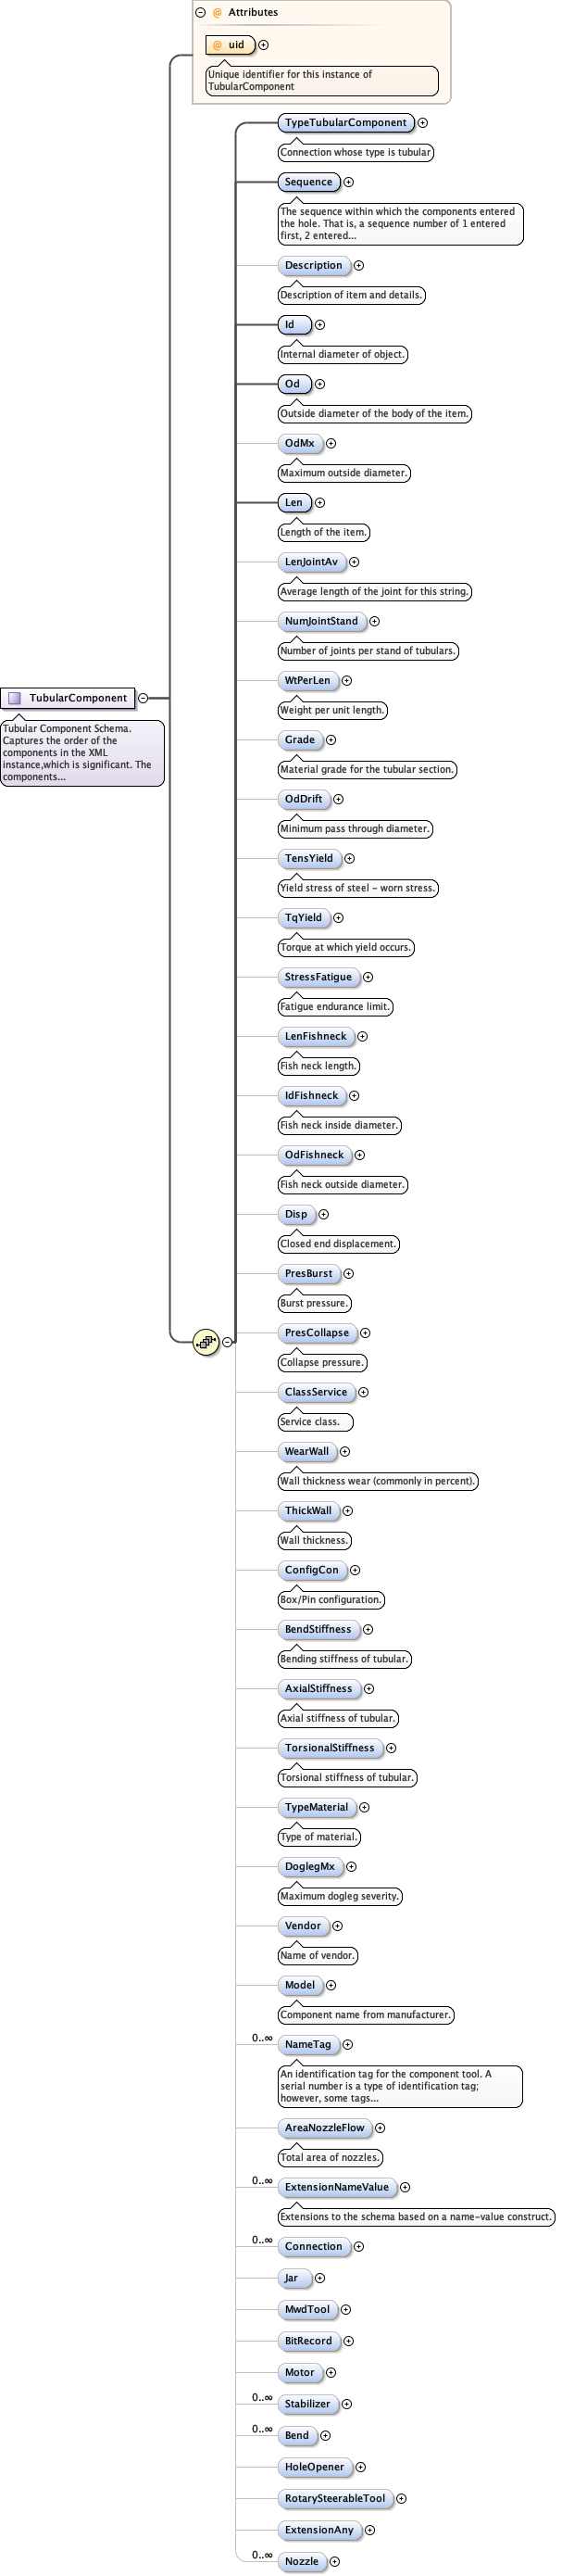 @ Attributes
@ uid
Unique identifier for this instance of
TubularComponent
TypeTubularComponent
Connection whose type is tubular
Sequence
The sequence within which the components entered
the hole. That is, a sequence number of 1 entered
first, 2 entered...
Description
Description of item and details.
Id
Internal diameter of object.
Od
Outside diameter of the body of the item.
OdMx
Maximum outside diameter.
Len
Length of the item.
LenJointAv
Average length of the joint for this string.
NumJointStand
Number of joints per stand of tubulars.
WtPerLen
Weight per unit length.
TubularComponent
Tubular Component Schema.
Captures the order of the
components in the XML
instance,which is significant. The
components...
Grade
Material grade for the tubular section.
OdDrift
Minimum pass through diameter.
TensYield
Yield stress of steel - worn stress.
TqYield
Torque at which yield occurs.
StressFatigue
Fatigue endurance limit.
LenFishneck
Fish neck length.
IdFishneck
Fish neck inside diameter.
OdFishneck
Fish neck outside diameter.
Disp
Closed end displacement.
PresBurst
Burst pressure.
PresCollapse
Collapse pressure.
ClassService
Service class.
WearWall
Wall thickness wear (commonly in percent).
ThickWall
Wall thickness.
ConfigCon
Box/Pin configuration.
BendStiffness
Bending stiffness of tubular.
AxialStiffness
Axial stiffness of tubular.
TorsionalStiffness
Torsional stiffness of tubular.
TypeMaterial
Type of material.
DoglegMx
Maximum dogleg severity.
Vendor
Name of vendor.
Model
Component name from manufacturer.
0..∞
NameTag
An identification tag for the component tool. A
serial number is a type of identification tag;
however, some tags...
AreaNozzleFlow
Total area of nozzles.
0..∞
ExtensionNameValue
Extensions to the schema based on a name-value construct.
0..∞
Connection
Jar
MwdTool
BitRecord
Motor
0..∞
Stabilizer
0..∞
Bend
HoleOpener
RotarySteerableTool
ExtensionAny
0..∞
Nozzle